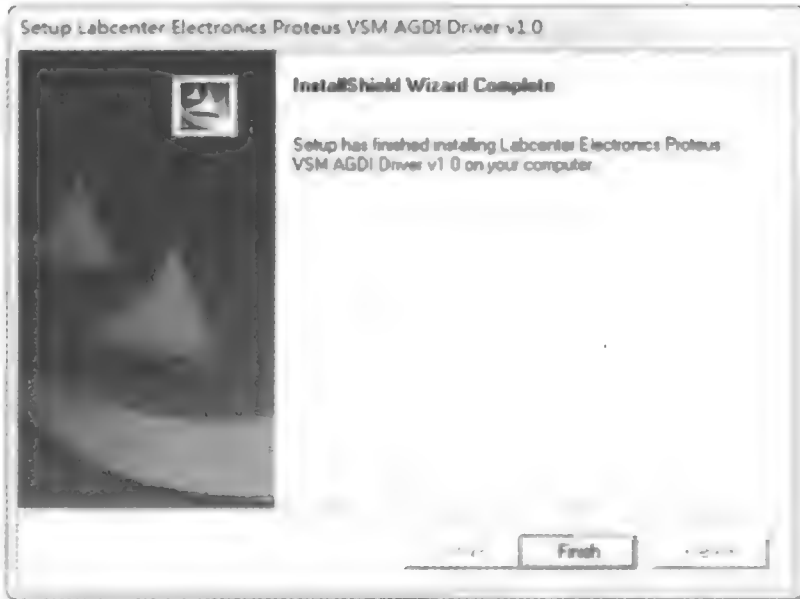 Setup Labcenter Electronics Proteus VSM AGDI Driver v1.0
InstallShield Wizard Complete
Setup has finished installing Labcenter Electronics Proteus
VSM AGDI Driver v1.0 on your computer.
Finish